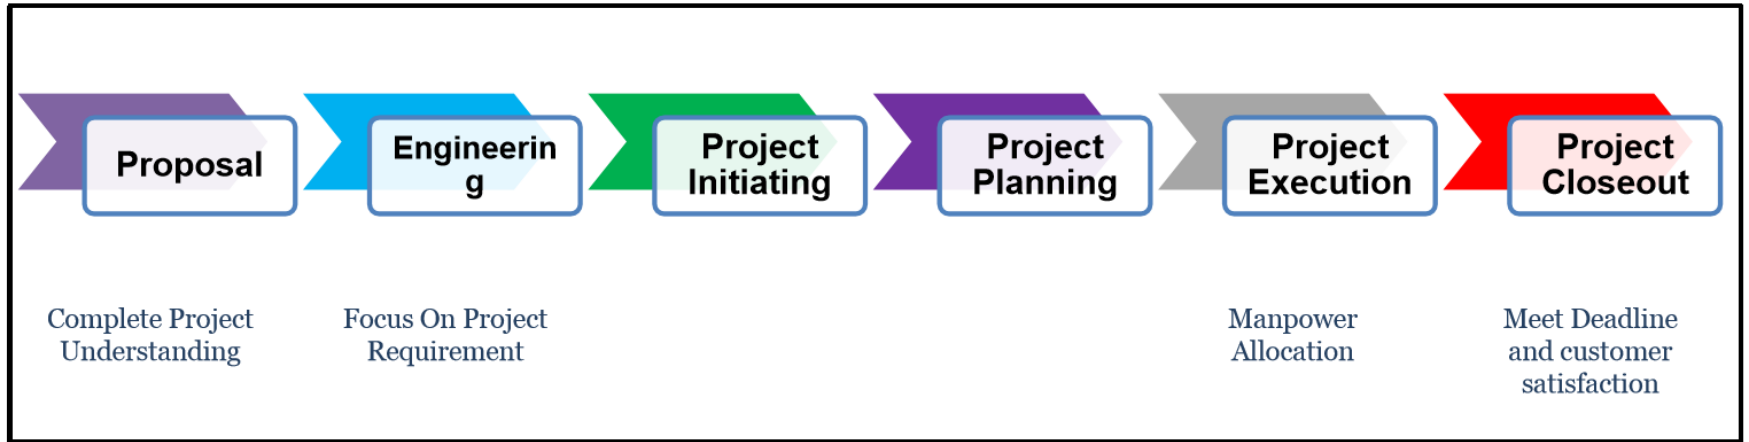 Proposal
Engineerin
g
Project
Initiating
Project
Planning
Project
Execution
Project
Closeout
Complete Project
Understanding
Focus On Project
Requirement
Manpower
Allocation
Meet Deadline
and customer
satisfaction